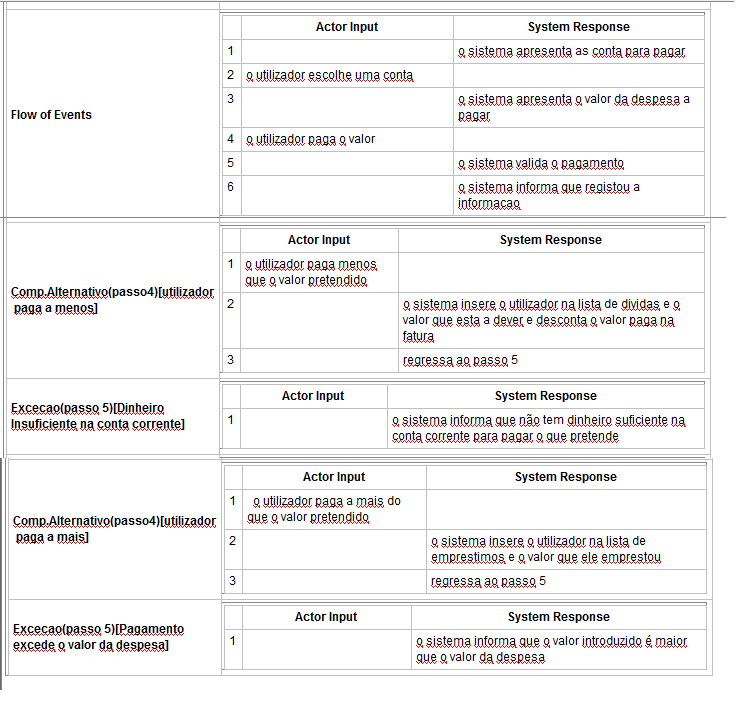 Actor Input System Response
1 o sistema apresenta as conta para pagar
2 o utilizador escolhe uma conta
Flow of Events
3 o sistema apresenta o valor da despesa a
pagar
4 o utilizador paga o valor
5 o sistema valida o pagamento
6 o sistema informa que registou a
informacao
Actor Input System Response
Comp.Alternativo(passo4)[utilizador
paga a menos]
1 o utilizador paga menos
que o valor pretendido
2 o sistema insere o utilizador na lista de dividas e o
valor que esta a dever e desconta o valor paga na
fatura
3 regressa ao passo 5
Excecao(passo 5)[Dinheiro
Insuficiente na conta corrente]
Actor Input System Response
1 o sistema informa que não tem dinheiro suficiente na
conta corrente para pagar o que pretende
Comp.Alternativo(passo4)[utilizador
paga a mais]
Actor Input System Response
1 o utilizador paga a mais do
que o valor pretendido
2 o sistema insere o utilizador na lista de
emprestimos e o valor que ele emprestou
3 regressa ao passo 5
Excecao(passo 5)[Pagamento
excede o valor da despesa]
Actor Input System Response
1 o sistema informa que o valor introduzido é maior
que o valor da despesa